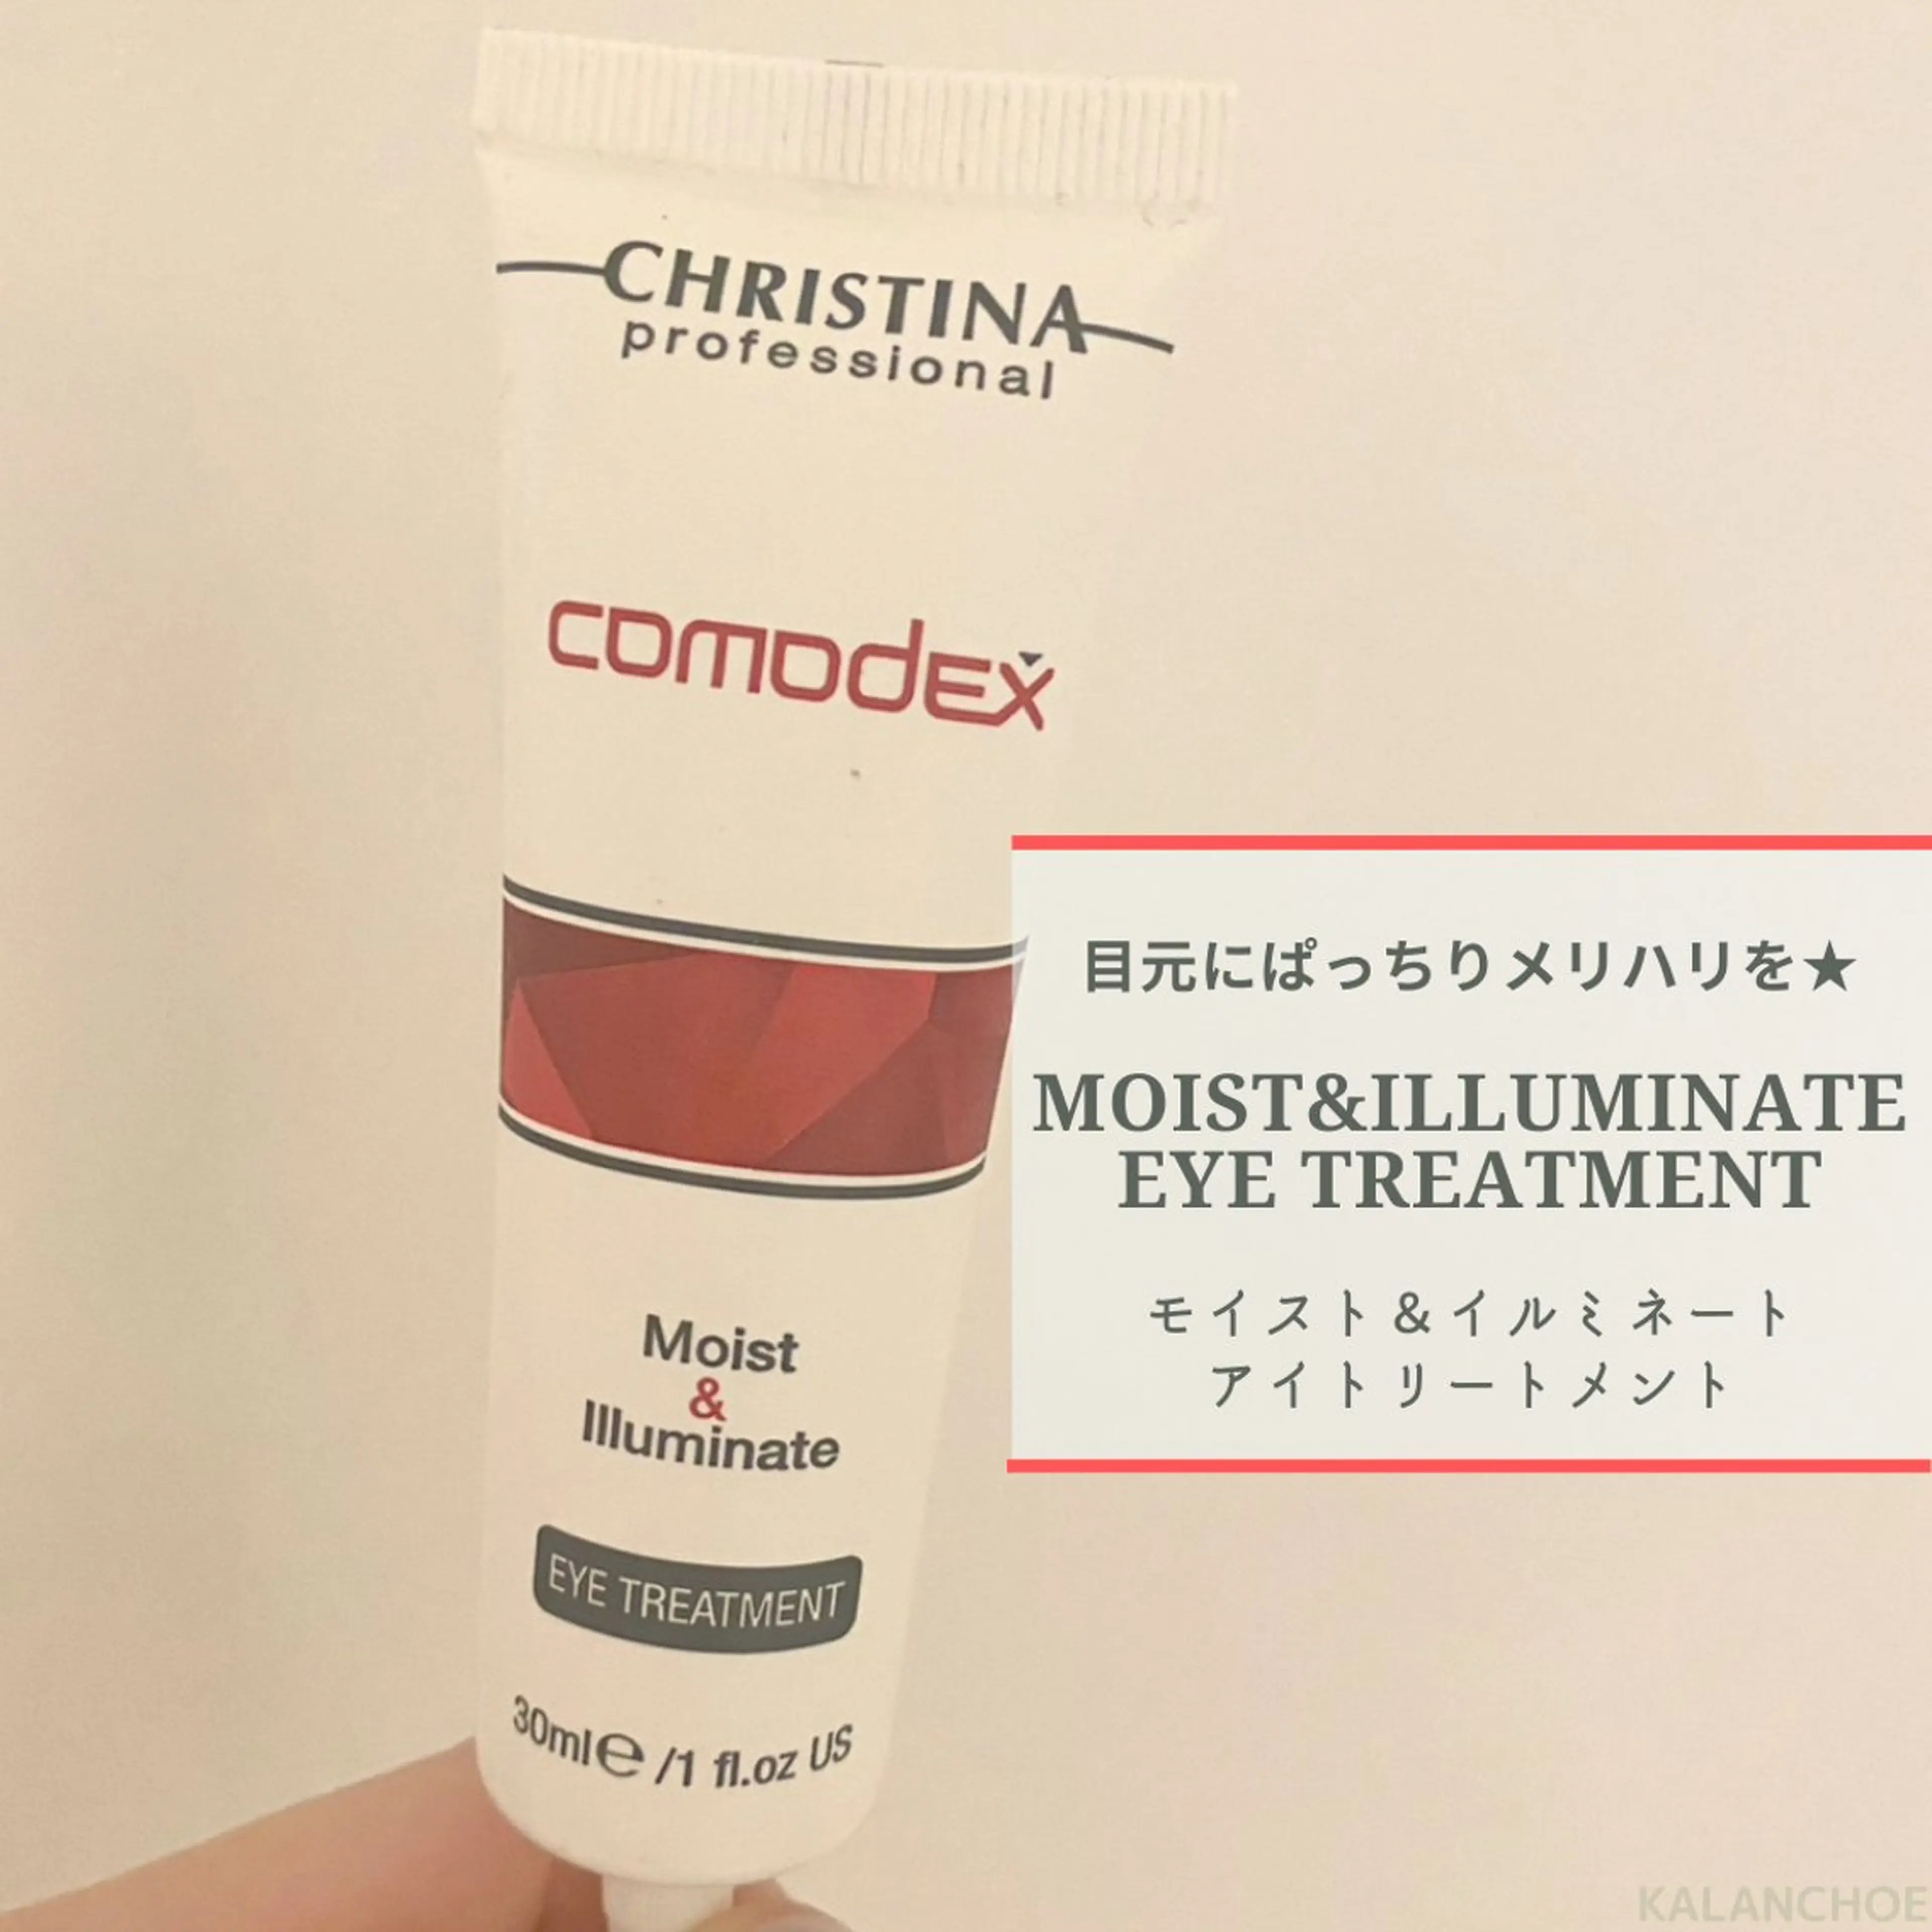 CHRISTINA
professional
comodex
Moist
&
Illuminate
EYE TREATMENT
30ml℮ /1 fl.oz US
目元にぱっちりメリハリを★
MOIST&ILLUMINATE
EYE TREATMENT
モイスト＆イルミネート
アイトリートメント
KALANCHOE